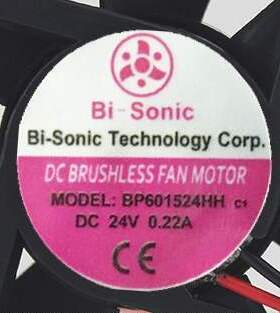 Bi-Sonic
Bi-Sonic Technology Corp.
DC BRUSHLESS FAN MOTOR
MODEL: BP601524HH C1
DC 24V 0.22A
CE